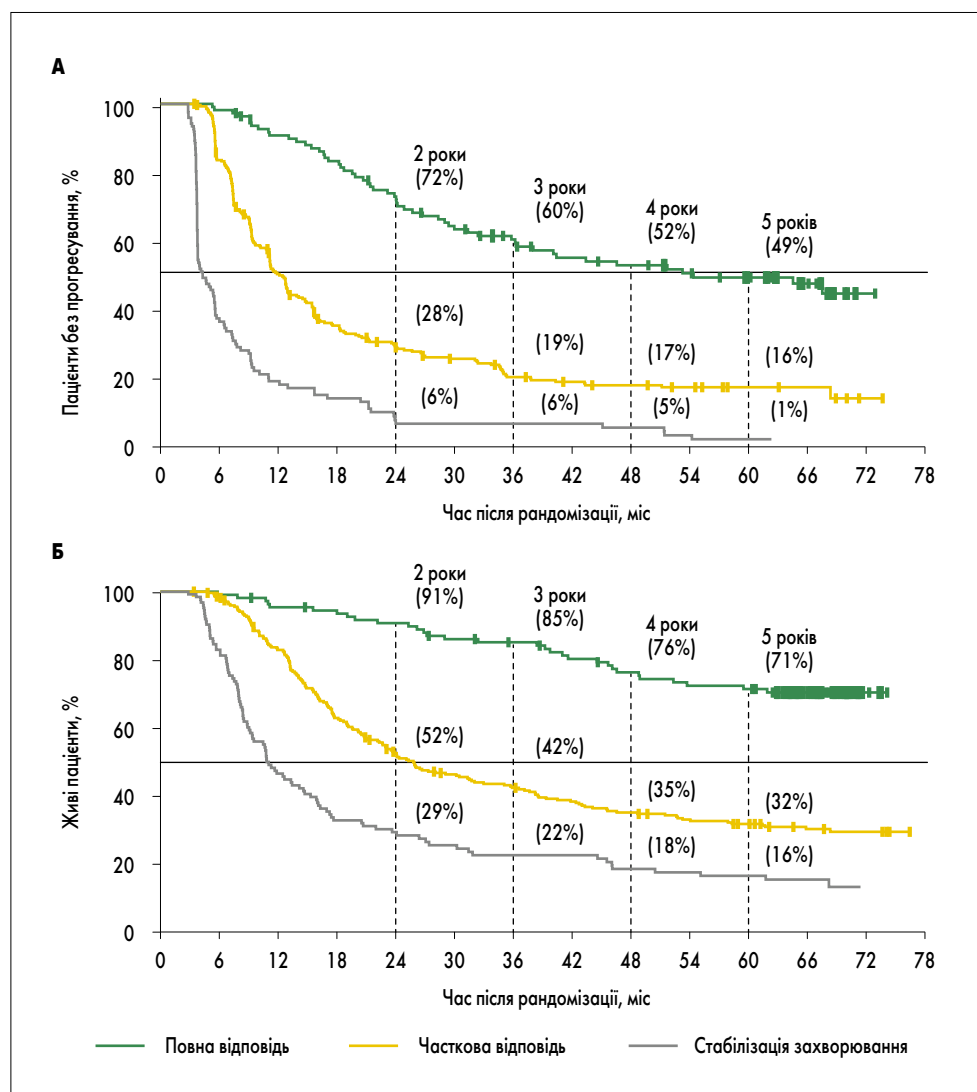 А
Пацієнти без прогресування, %
100
80
60
40
20
0
2 роки
(72%)
3 роки
(60%)
4 роки
(52%)
5 років
(49%)
(28%)
(19%)
(17%)
(16%)
(6%)
(6%)
(5%)
(1%)
0 6 12 18 24 30 36 42 48 54 60 66 72 78
Час після рандомізації, міс
Б
Живі пацієнти, %
100
80
60
40
20
0
2 роки
(91%)
3 роки
(85%)
4 роки
(76%)
5 років
(71%)
(52%)
(42%)
(35%)
(32%)
(29%)
(22%)
(18%)
(16%)
0 6 12 18 24 30 36 42 48 54 60 66 72 78
Час після рандомізації, міс
Повна відповідь Часткова відповідь Стабілізація захворювання